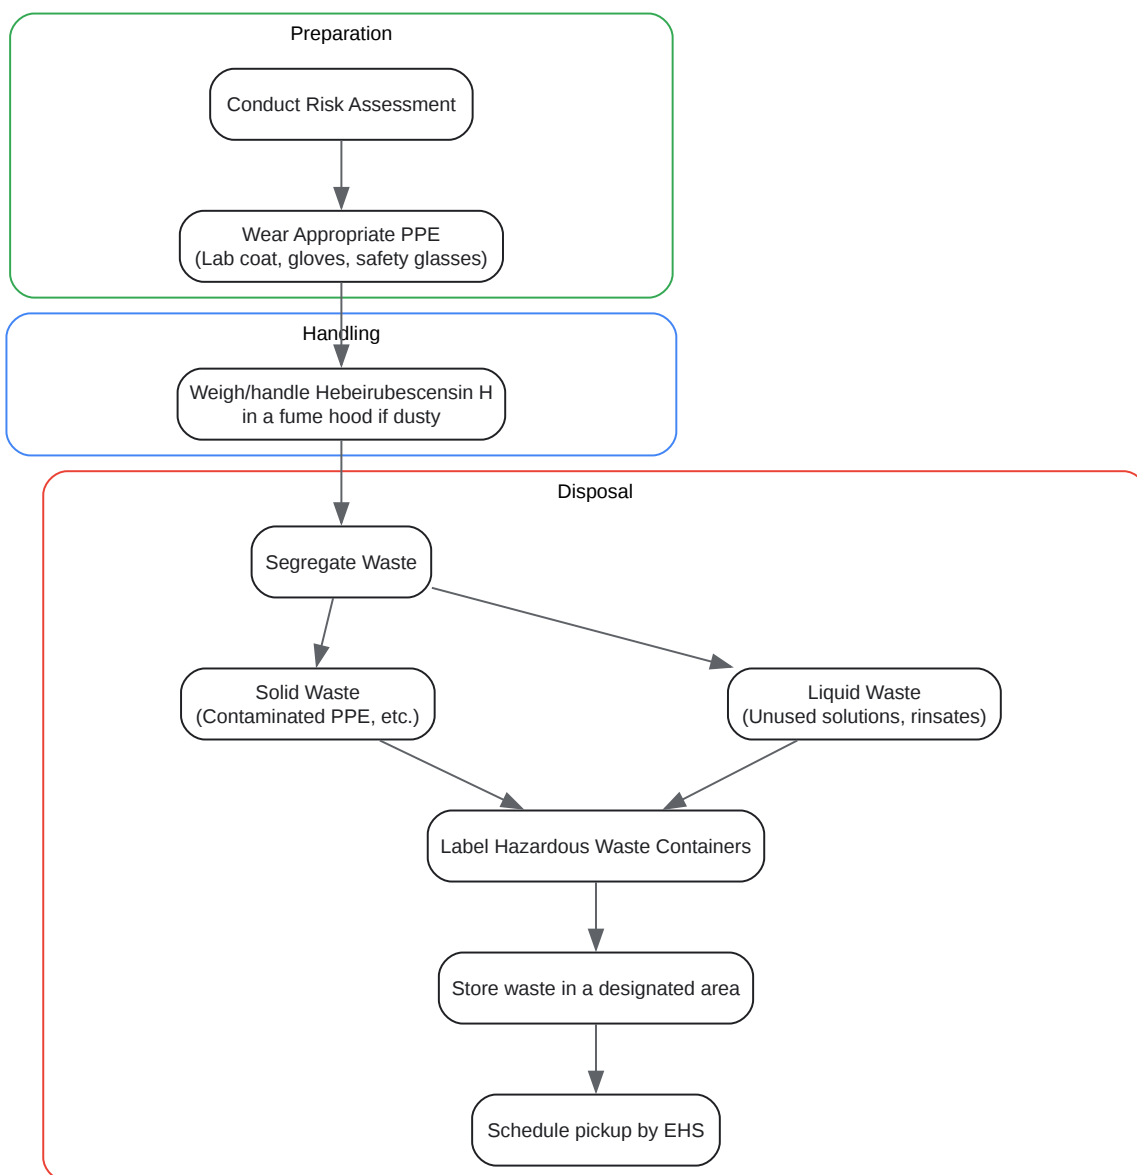 Preparation
Conduct Risk Assessment
Wear Appropriate PPE
(Lab coat, gloves, safety glasses)
Handling
Weigh/handle Hebeirubescensin H
in a fume hood if dusty
Disposal
Segregate Waste
Solid Waste
(Contaminated PPE, etc.)
Liquid Waste
(Unused solutions, rinsates)
Label Hazardous Waste Containers
Store waste in a designated area
Schedule pickup by EHS